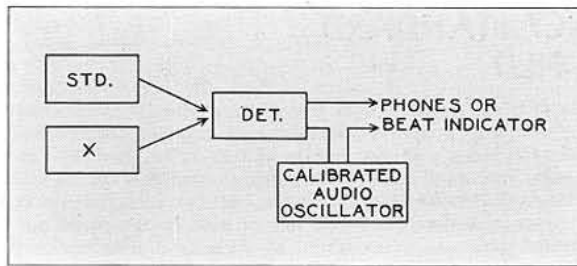 STD.
X
DET.
PHONES OR
BEAT INDICATOR
CALIBRATED
AUDIO
OSCILLATOR